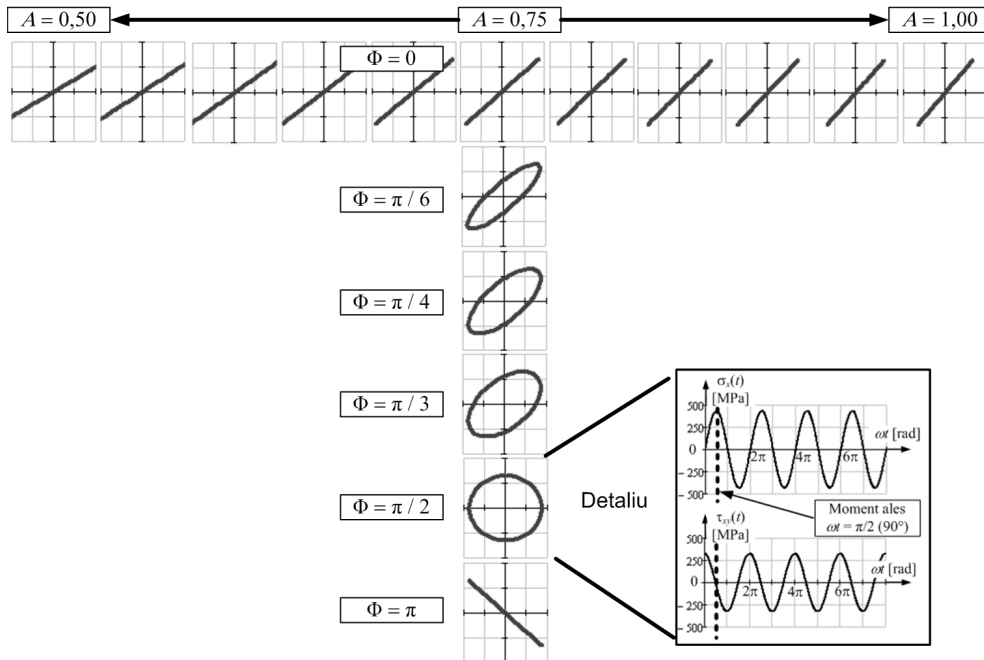 A = 0,50
A = 0,75
A = 1,00
Φ = 0
Φ = π / 6
Φ = π / 4
Φ = π / 3
Φ = π / 2
Φ = π
Detaliu
σx(t)
[MPa]
500
250
0
-250
-500
2π
4π
6π
ωt [rad]
Moment ales
ωt = π/2 (90°)
τxy(t)
[MPa]
500
250
0
-250
-500
2π
4π
6π
ωt [rad]